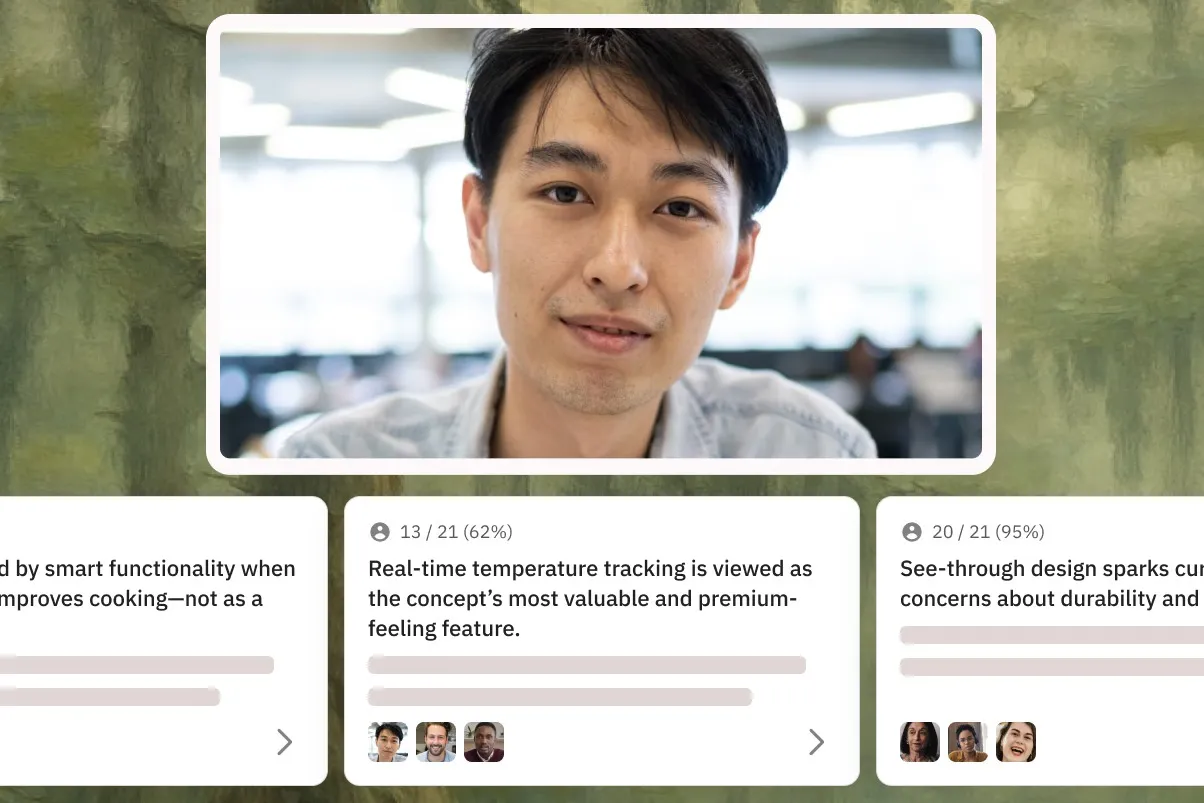 d by smart functionality when
mproves cooking—not as a
13 / 21 (62%)
Real-time temperature tracking is viewed as
the concept's most valuable and premium-
feeling feature.
20 / 21 (95%)
See-through design sparks cur
concerns about durability and